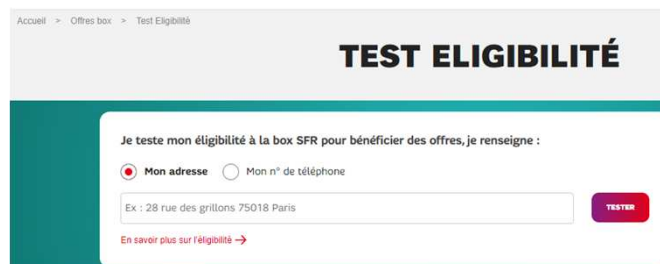 Accueil > Offres box > Test Eligibilité
TEST ELIGIBILITÉ
Je teste mon éligibilité à la box SFR pour bénéficier des offres, je renseigne :
Mon adresse Mon n° de téléphone
Ex : 28 rue des grillons 75018 Paris
TESTER
En savoir plus sur l'éligibilité →